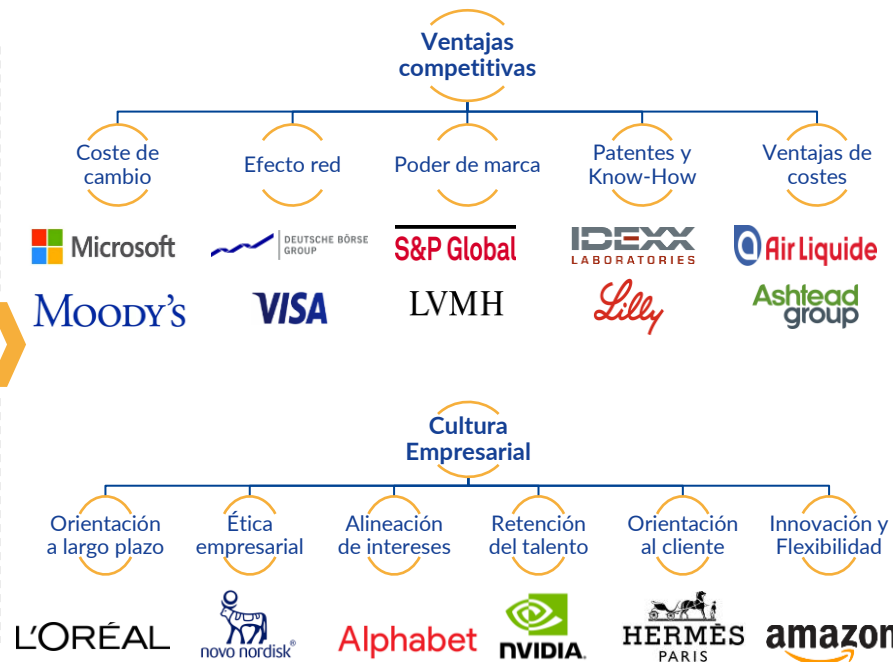 Ventajas
competitivas
Coste de
cambio
Efecto red
Poder de marca
Patentes y
Know-How
Ventajas de
costes
Microsoft
DEUTSCHE BÖRSE
GROUP
S&P Global
IDEXX
LABORATORIES
Air Liquide
MOODY'S
VISA
LVMH
Lilly
Ashtead
group
Cultura
Empresarial
Orientación
a largo plazo
Ética
empresarial
Alineación
de intereses
Retención
del talento
Orientación
al cliente
Innovación y
Flexibilidad
L'ORÉAL
novo nordisk®
Alphabet
NVIDIA.
HERMÈS
PARIS
amazon